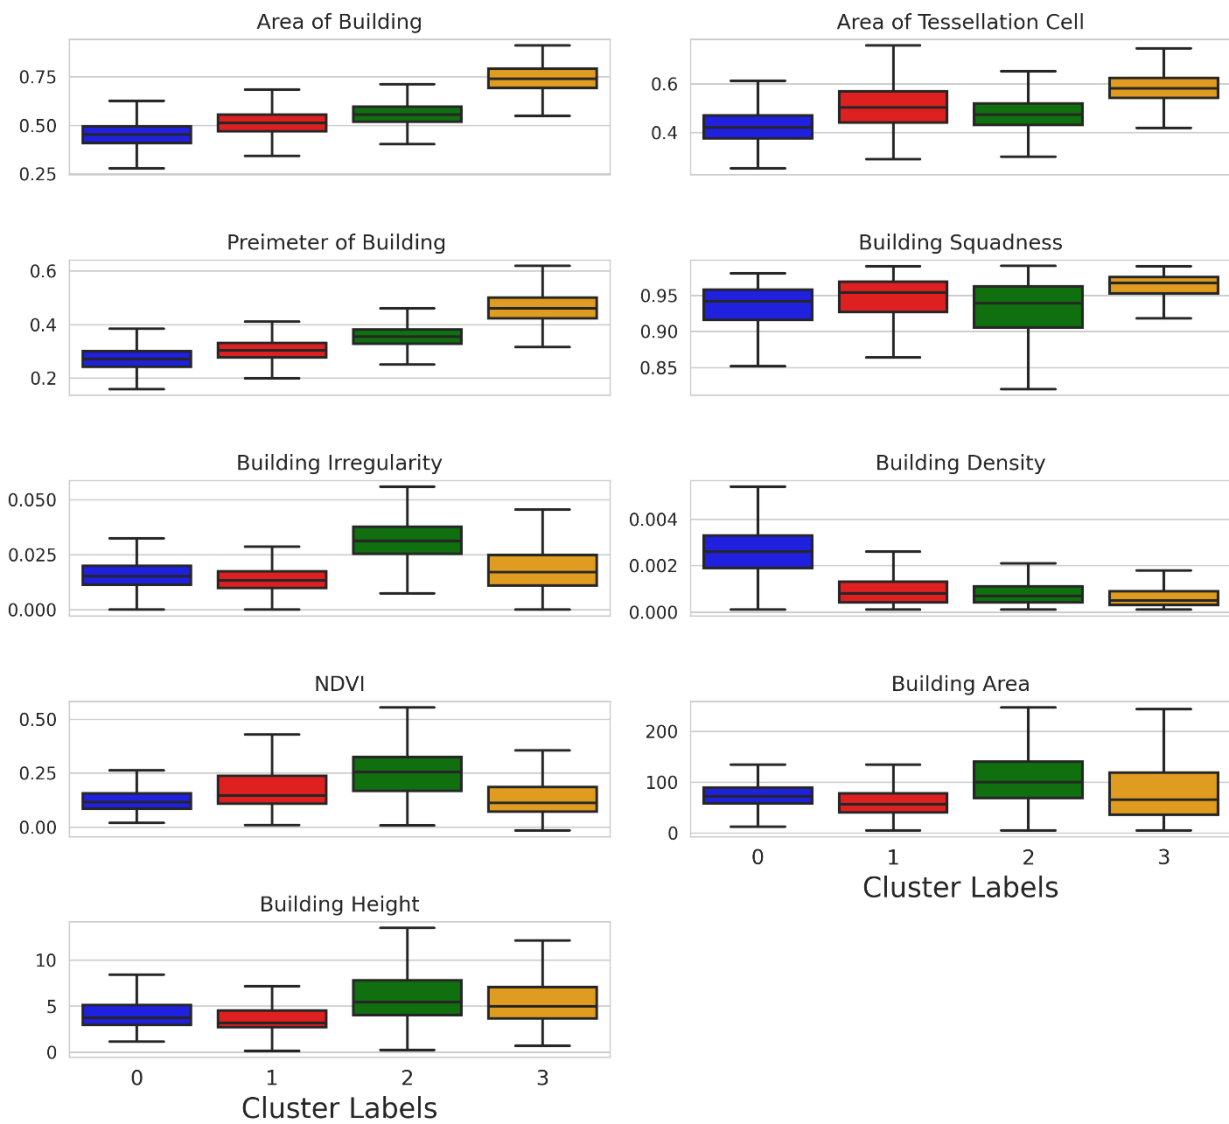 Area of Building
0.75
0.50
0.25
Area of Tessellation Cell
0.6
0.4
Preimeter of Building
0.6
0.4
0.2
Building Squadness
0.95
0.90
0.85
Building Irregularity
0.050
0.025
0.000
Building Density
0.004
0.002
0.000
NDVI
0.50
0.25
0.00
Building Area
200
100
0
0 1 2 3
Cluster Labels
Building Height
10
5
0
0 1 2 3
Cluster Labels